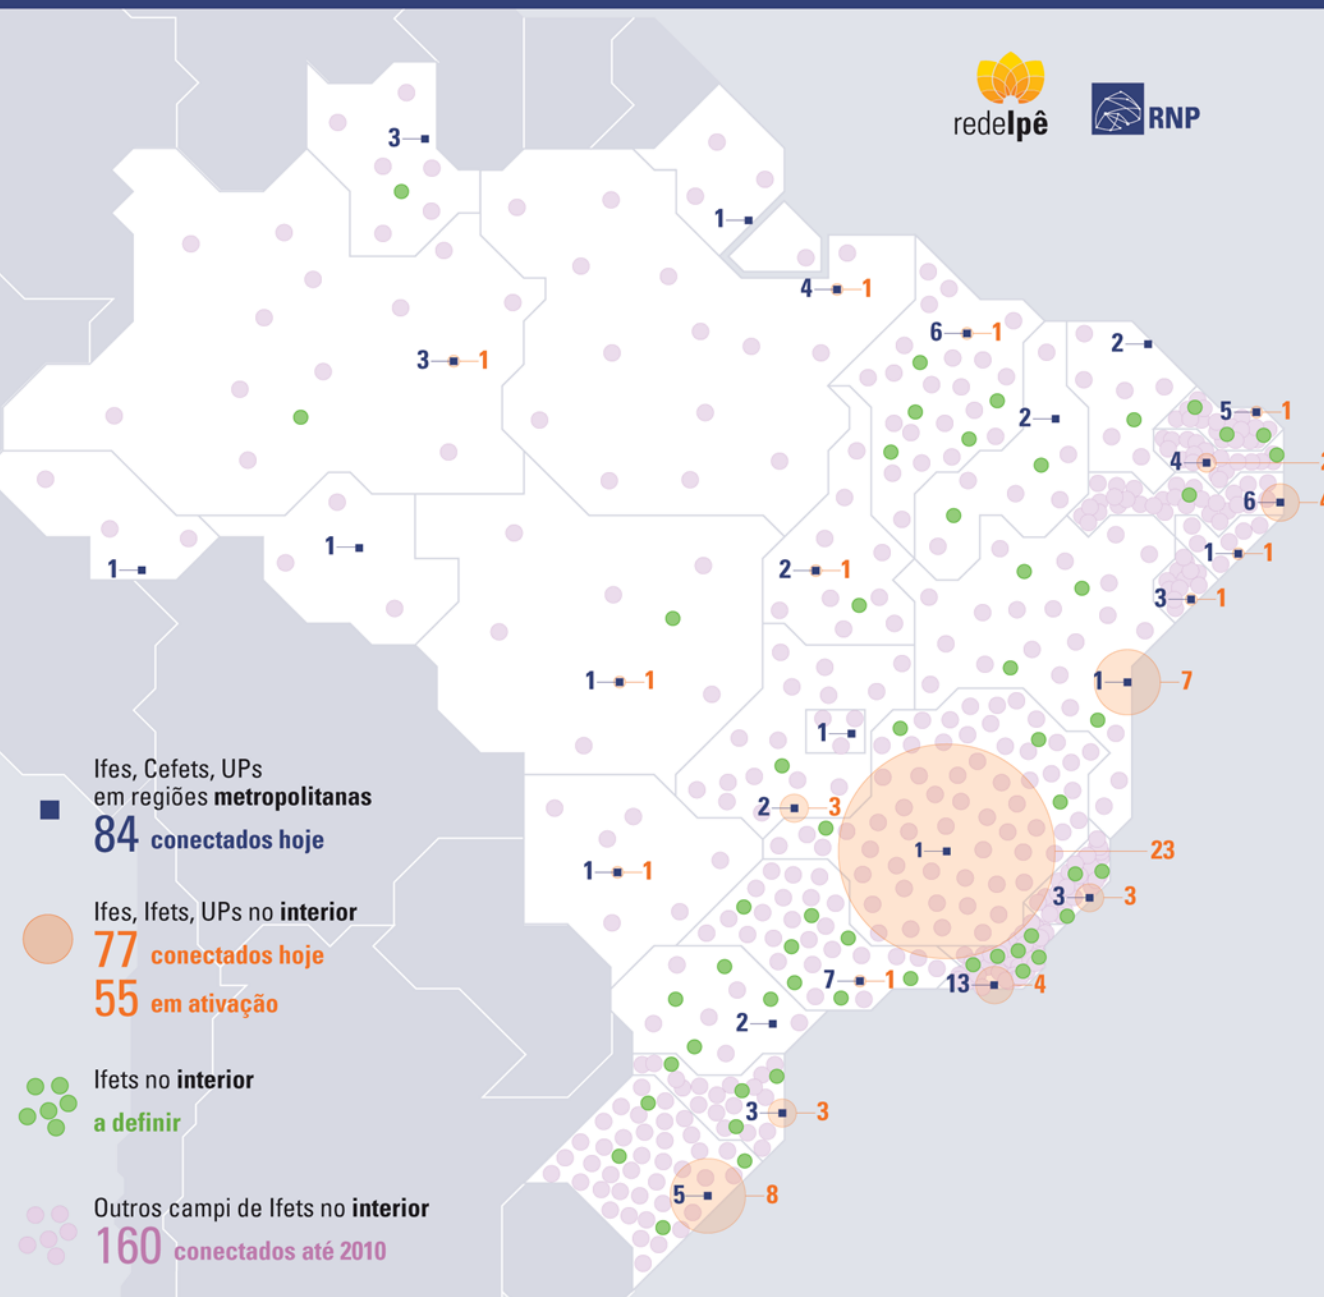 redeIpê
RNP
3
1
4 1
6 1
2
3 1
2
5 1
4 2
6 4
1 1
1
1
2 1
3 1
1 1
1 7
1
2 3
1 23
1 1
3 3
7 1
13 4
2
3 3
5 8
Ifes, Cefets, UPs
em regiões metropolitanas
84 conectados hoje
Ifes, Ifets, UPs no interior
77 conectados hoje
55 em ativação
Ifets no interior
a definir
Outros campi de Ifets no interior
160 conectados até 2010